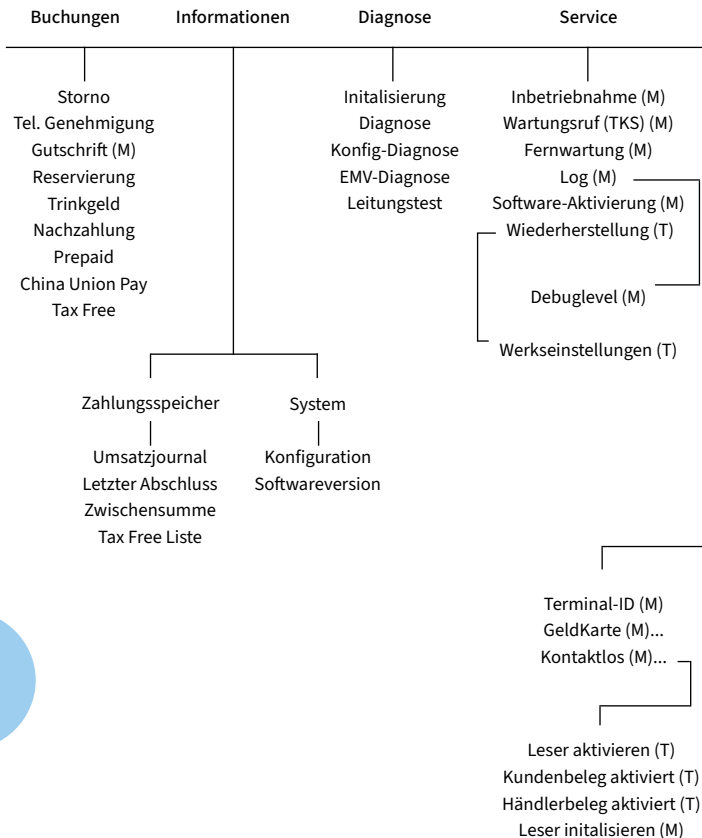 Buchungen
Informationen
Diagnose
Service
Storno
Tel. Genehmigung
Gutschrift (M)
Reservierung
Trinkgeld
Nachzahlung
Prepaid
China Union Pay
Tax Free
Initalisierung
Diagnose
Konfig-Diagnose
EMV-Diagnose
Leitungstest
Inbetriebnahme (M)
Wartungsruf (TKS) (M)
Fernwartung (M)
Log (M)
Software-Aktivierung (M)
Wiederherstellung (T)
Debuglevel (M)
Werkseinstellungen (T)
Zahlungsspeicher
Umsatzjournal
Letzter Abschluss
Zwischensumme
Tax Free Liste
System
Konfiguration
Softwareversion
Terminal-ID (M)
GeldKarte (M)...
Kontaktlos (M)...
Leser aktivieren (T)
Kundenbeleg aktiviert (T)
Händlerbeleg aktiviert (T)
Leser initalisieren (M)